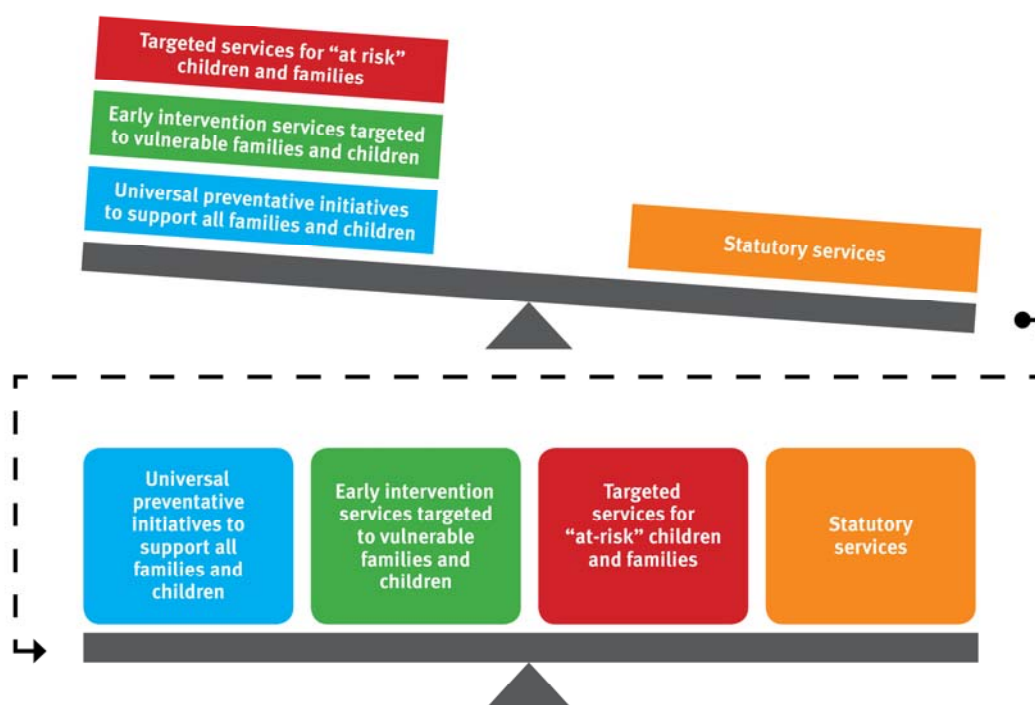 Targeted services for “at risk”
children and families
Early intervention services targeted
to vulnerable families and children
Universal preventative initiatives
to support all families and children
Statutory services
Universal
preventative
initiatives to
support all
families and
children
Early intervention
services targeted
to vulnerable
families and
children
Targeted
services for
“at-risk” children
and families
Statutory
services